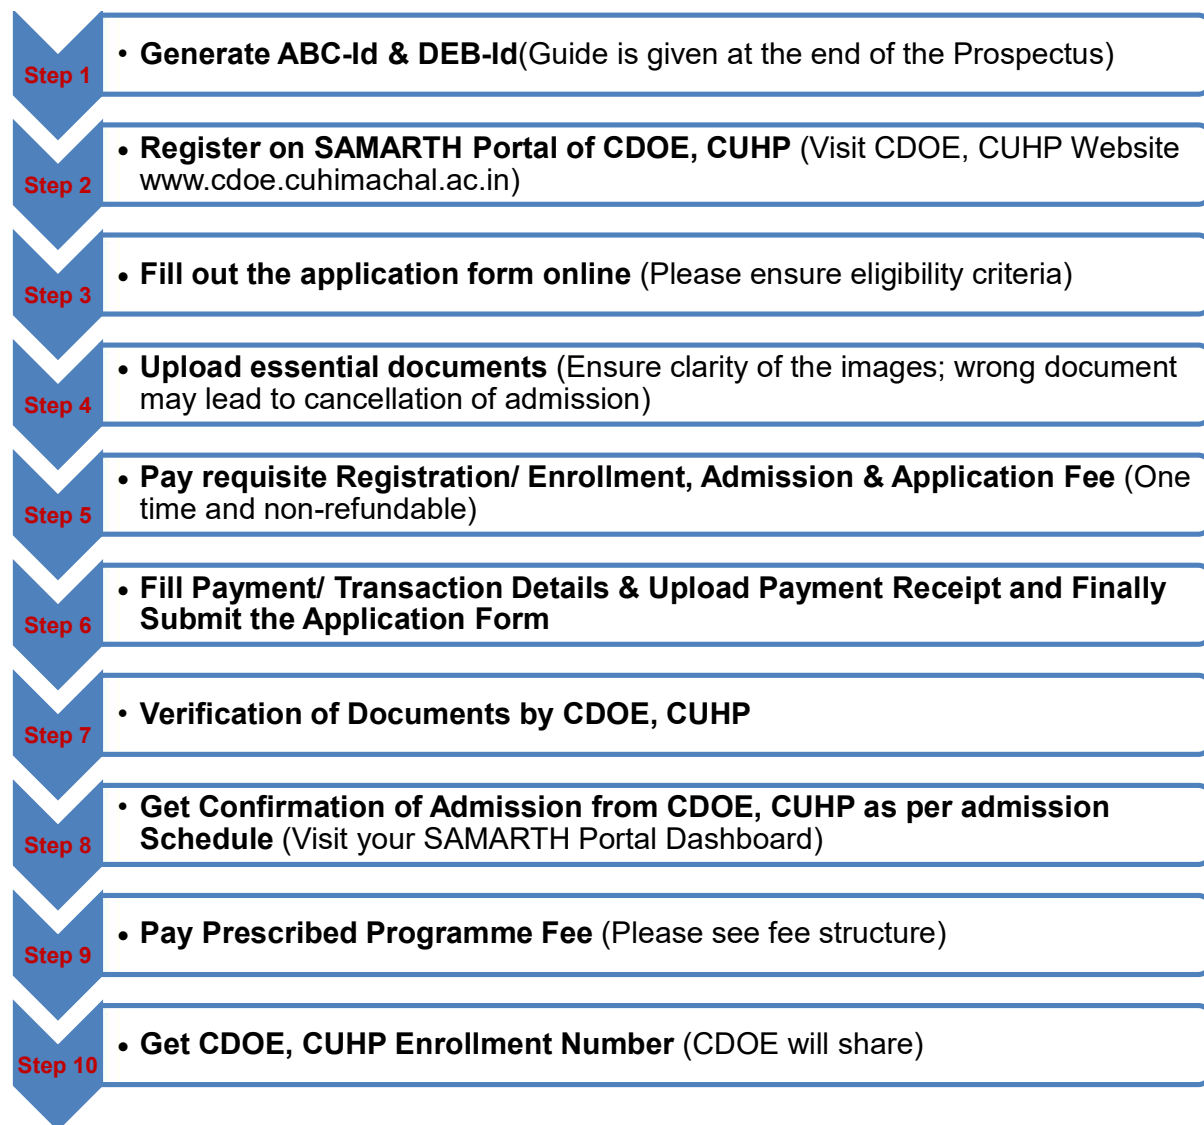 Step 1
• Generate ABC-Id & DEB-Id(Guide is given at the end of the Prospectus)
Step 2
• Register on SAMARTH Portal of CDOE, CUHP (Visit CDOE, CUHP Website
www.cdoe.cuhimachal.ac.in)
Step 3
• Fill out the application form online (Please ensure eligibility criteria)
Step 4
• Upload essential documents (Ensure clarity of the images; wrong document
may lead to cancellation of admission)
Step 5
• Pay requisite Registration/ Enrollment, Admission & Application Fee (One
time and non-refundable)
Step 6
• Fill Payment/ Transaction Details & Upload Payment Receipt and Finally
Submit the Application Form
Step 7
• Verification of Documents by CDOE, CUHP
Step 8
• Get Confirmation of Admission from CDOE, CUHP as per admission
Schedule (Visit your SAMARTH Portal Dashboard)
Step 9
• Pay Prescribed Programme Fee (Please see fee structure)
Step 10
• Get CDOE, CUHP Enrollment Number (CDOE will share)